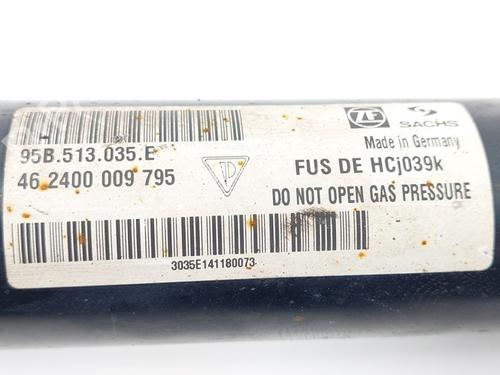 ZF
SACHS
Made in Germany
95B.513.035.E
46 2400 009 795
FUS DE HCj039k
DO NOT OPEN GAS PRESSURE
3035E141180073